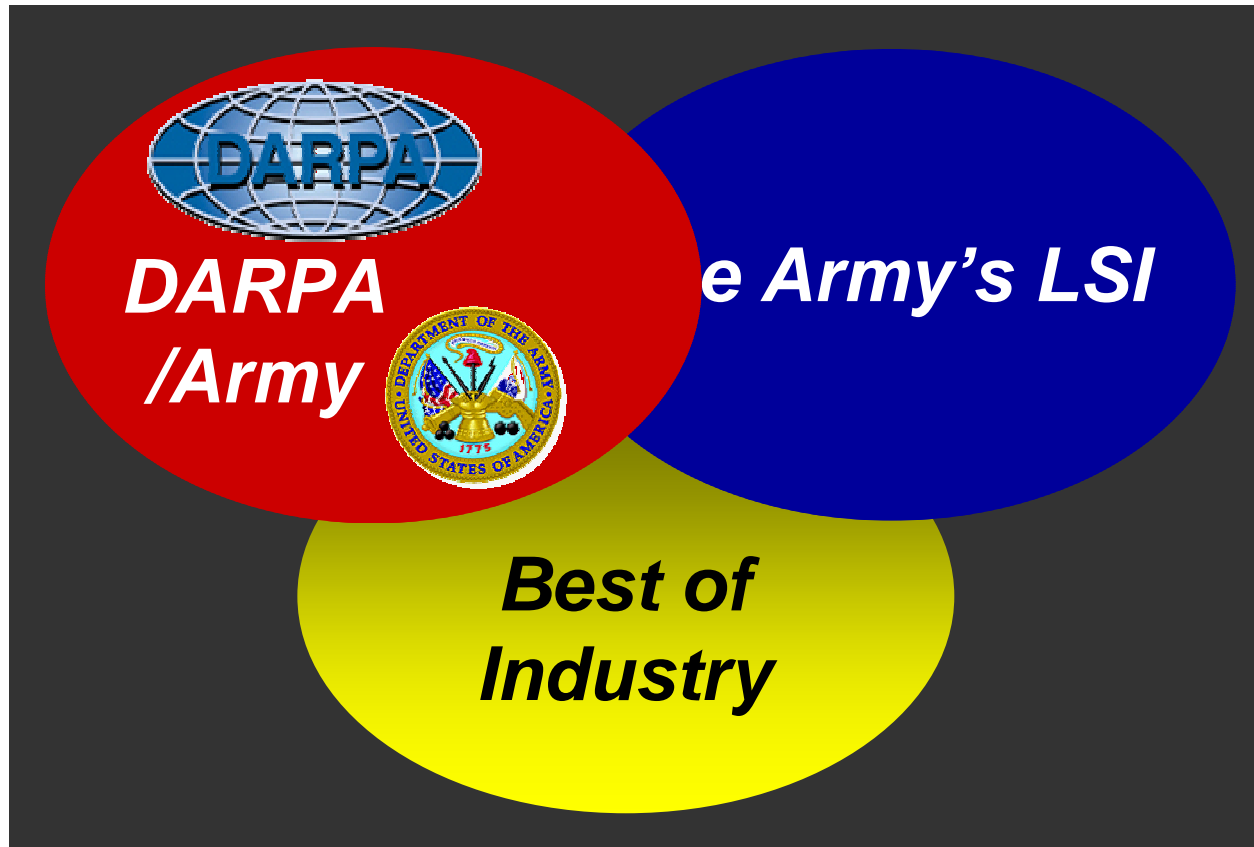 DARPA
DARPA
/Army
e Army’s LSI
DEPARTMENT OF THE ARMY
UNITED STATES OF AMERICA
1775
Best of
Industry